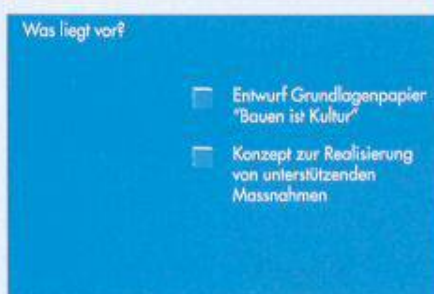 Was liegt vor?
Entwurf Grundlagenpapier
"Bauen ist Kultur"
Konzept zur Realisierung
von unterstützenden
Massnahmen